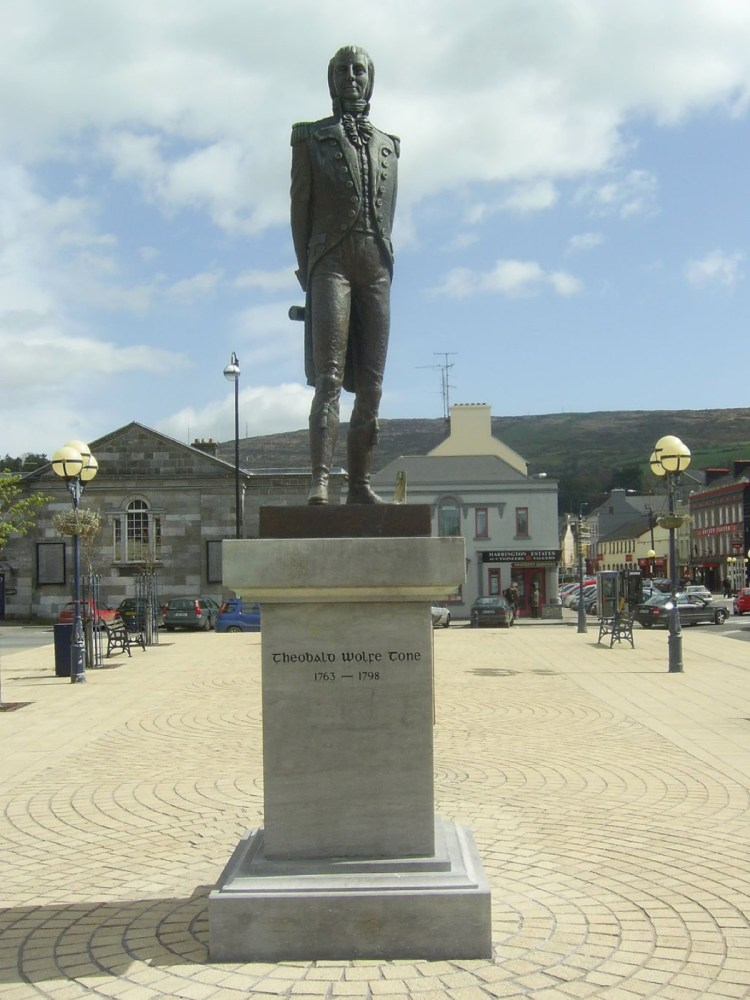 Theobald Wolfe Tone
1763 — 1798
HARRINGTON ESTATES